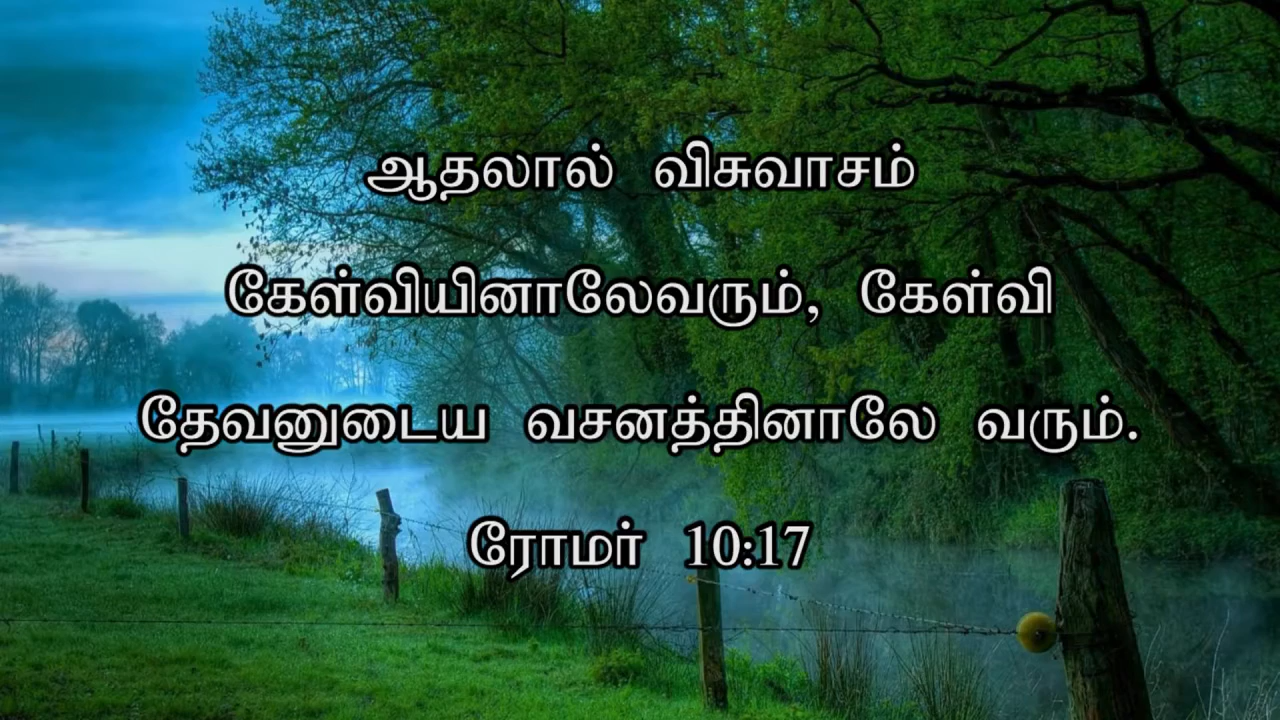 ஆதலால் விசுவாசம்
கேள்வியினாலேவரும், கேள்வி
தேவனுடைய வசனத்தினாலே வரும்.
ரோமர் 10:17